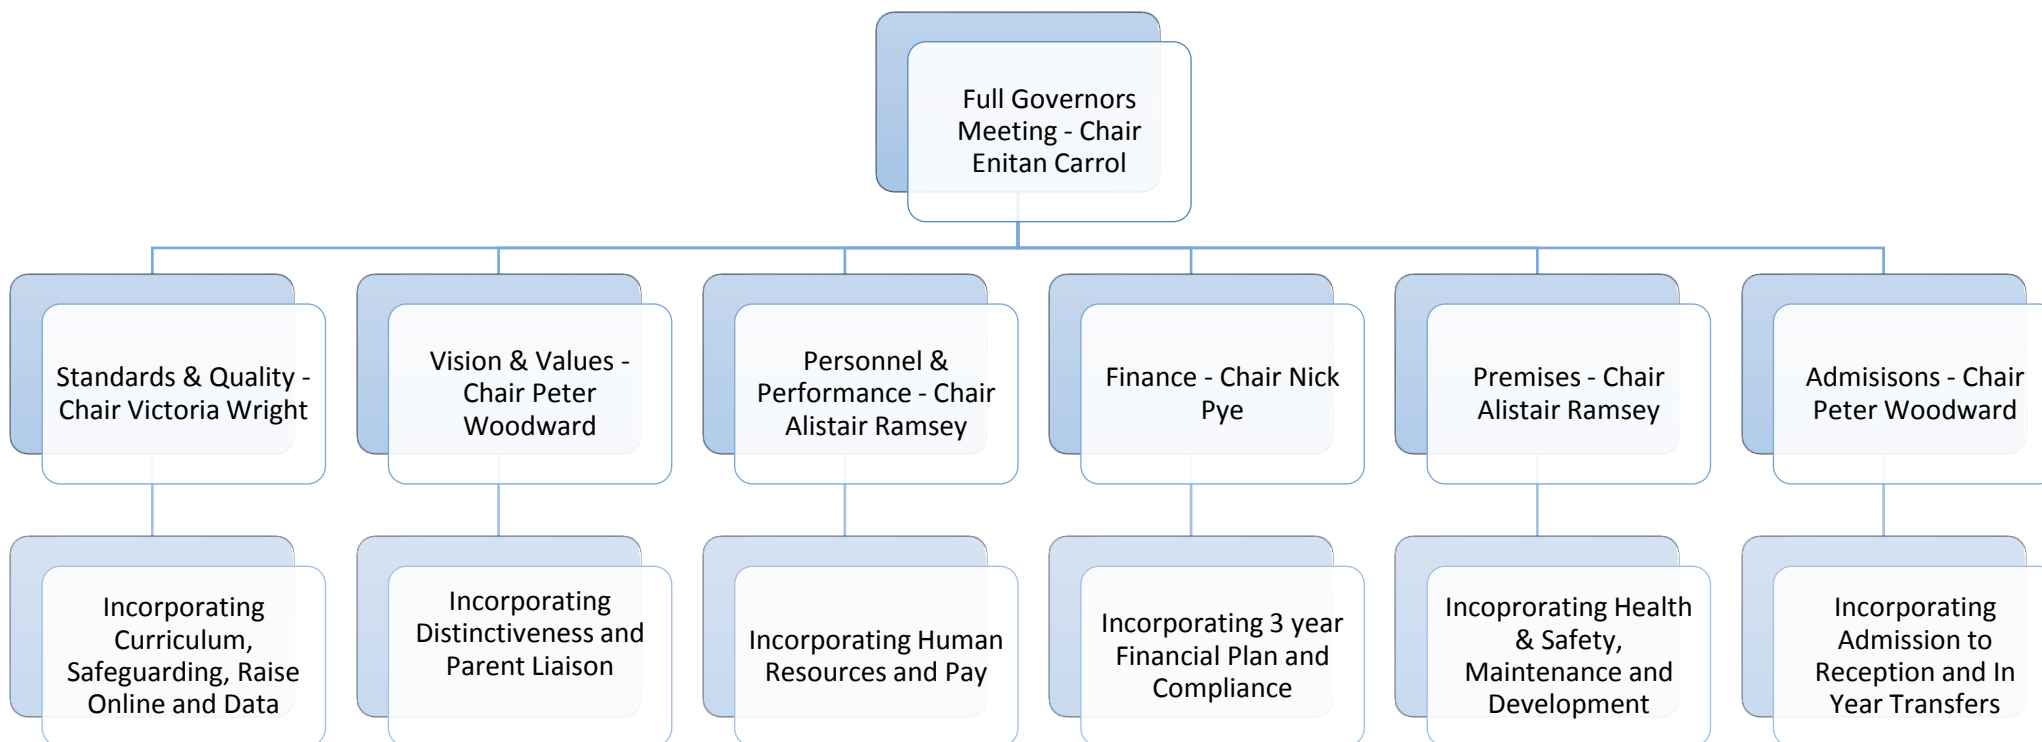 Full Governors
Meeting - Chair
Enitan Carrol
Standards & Quality -
Chair Victoria Wright
Vision & Values -
Chair Peter
Woodward
Personnel &
Performance - Chair
Alistair Ramsey
Finance - Chair Nick
Pye
Premises - Chair
Alistair Ramsey
Admisisons - Chair
Peter Woodward
Incorporating
Curriculum,
Safeguarding, Raise
Online and Data
Incorporating
Distinctiveness and
Parent Liaison
Incorporating Human
Resources and Pay
Incorporating 3 year
Financial Plan and
Compliance
Incoprorating Health
& Safety,
Maintenance and
Development
Incorporating
Admission to
Reception and In
Year Transfers